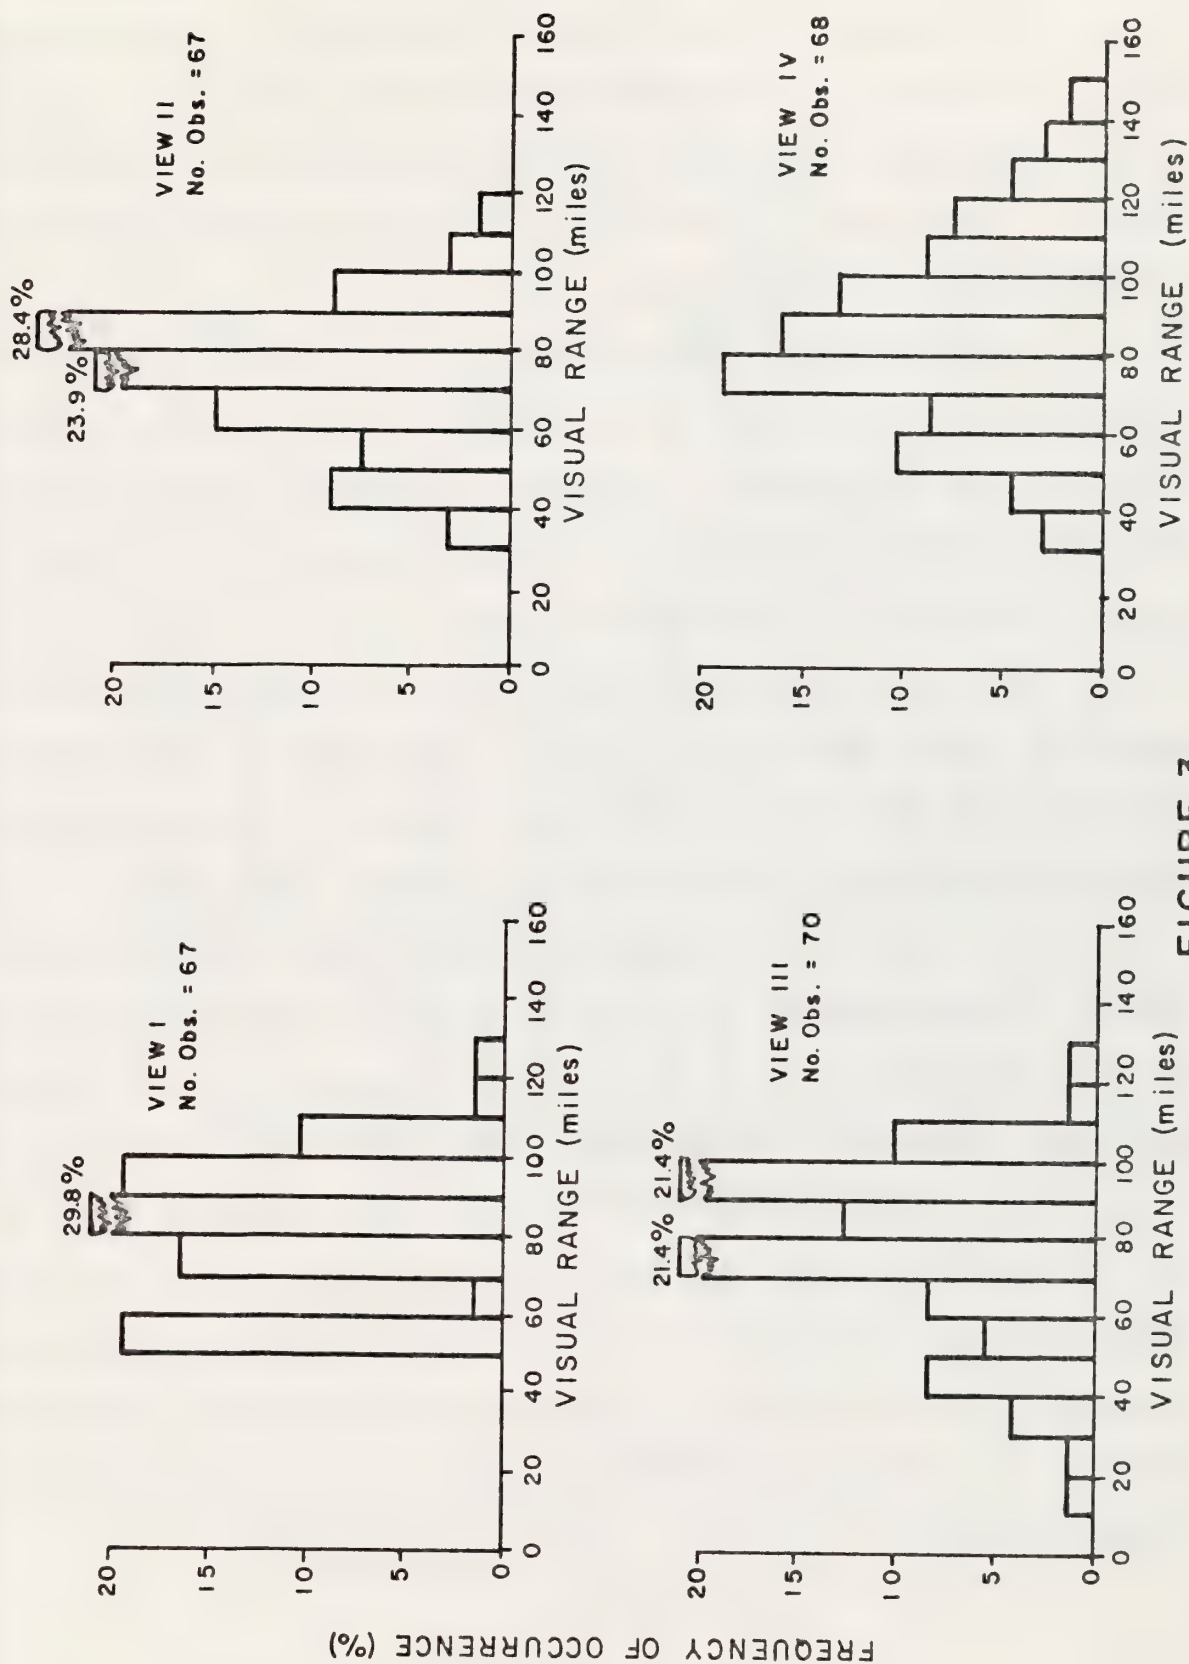 FREQUENCY OF OCCURRENCE (%)
VIEW I
No. Obs. = 67
29.8%
20
15
10
5
0
0 20 40 60 80 100 120 140 160
VISUAL RANGE (miles)
VIEW II
No. Obs. = 67
23.9%
28.4%
20
15
10
5
0
0 20 40 60 80 100 120 140 160
VISUAL RANGE (miles)
VIEW III
No. Obs. = 70
21.4%
21.4%
20
15
10
5
0
0 20 40 60 80 100 120 140 160
VISUAL RANGE (miles)
VIEW IV
No. Obs. = 68
20
15
10
5
0
0 20 40 60 80 100 120 140 160
VISUAL RANGE (miles)
FIGURE